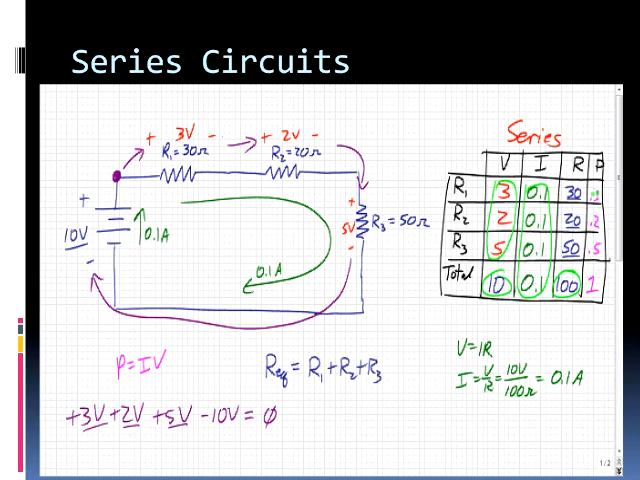 Series Circuits
+ 3V - + 2V -
R₁=30Ω R₂=20Ω
+
+
5V R₃=50Ω
-
10V 0.1A
-
0.1A
P=IV
Req = R₁+R₂+R₃
+3V+2V+5V-10V=0
Series
V I R P
R₁ 3 0.1 30
R₂ 2 0.1 20 .2
R₃ 5 0.1 50 .5
Total 10 0.1 100 1
V=IR
I=V/R=10V/100Ω=0.1A
1/2